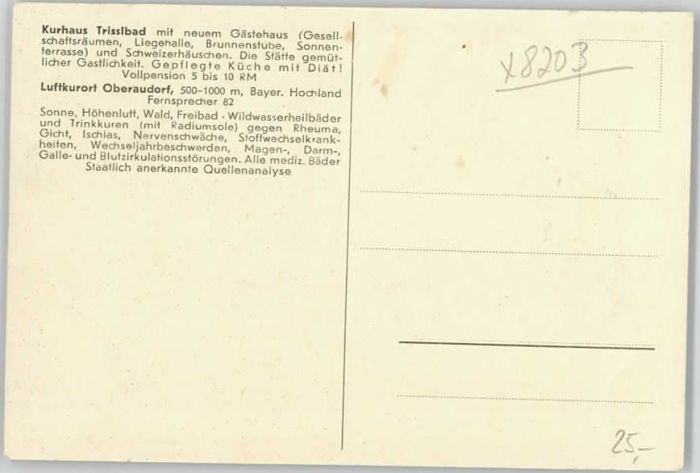 Kurhaus Trisslbad mit neuem Gästehaus (Gesell-
schaftsräumen, Liegehalle, Brunnenstube, Sonnen-
terrasse) und Schweizerhäuschen. Die Stätte gemüt-
licher Gastlichkeit. Gepflegte Küche mit Diät!
Vollpension 5 bis 10 RM
Luftkurort Oberaudorf, 500-1000 m, Bayer. Hochland
Fernsprecher 82
Sonne, Höhenluft, Wald, Freibad · Wildwasserheilbäder
und Trinkkuren (mit Radiumsole) gegen Rheuma,
Gicht, Ischias, Nervenschwäche, Stoffwechselkrank-
heiten, Wechseljahrbeschwerden, Magen-, Darm-,
Galle- und Blutzirkulationsstörungen. Alle mediz. Bäder
Staatlich anerkannte Quellenanalyse
x8203
25,-